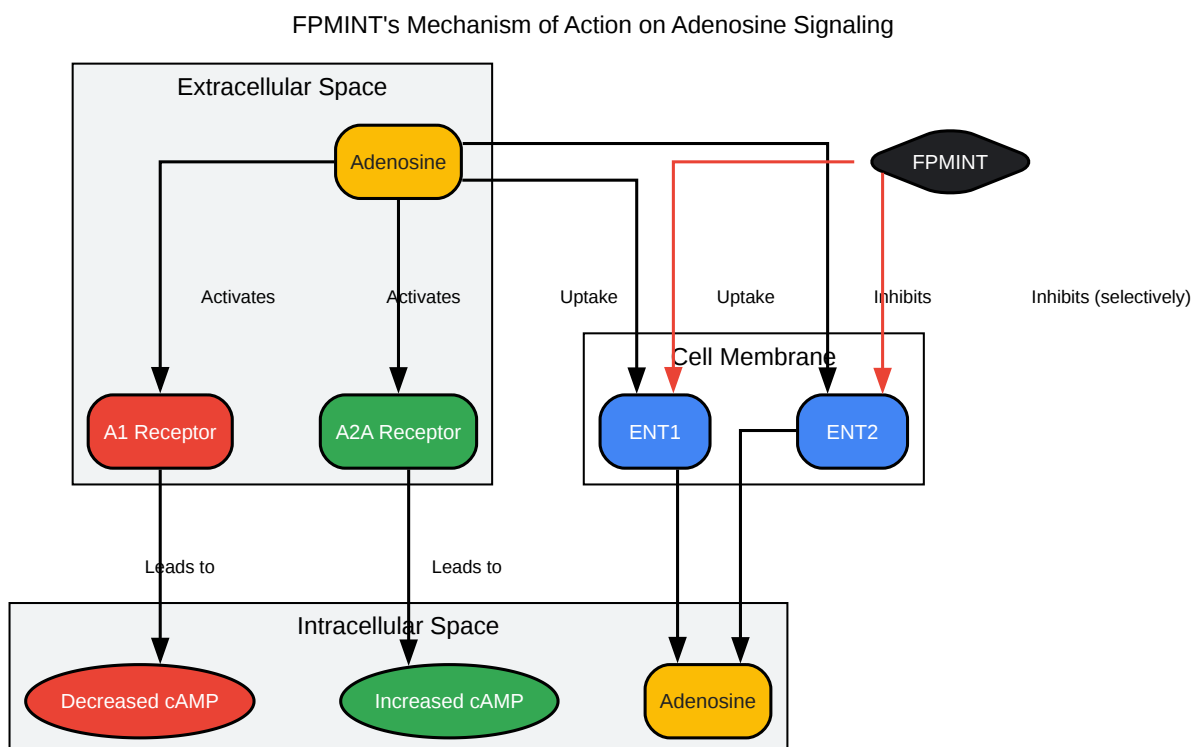 FPMINT's Mechanism of Action on Adenosine Signaling
Extracellular Space
Adenosine
FPMINT
Activates
Activates
Uptake
Uptake
Inhibits
Inhibits (selectively)
Cell Membrane
A1 Receptor
A2A Receptor
ENT1
ENT2
Leads to
Leads to
Intracellular Space
Decreased cAMP
Increased cAMP
Adenosine